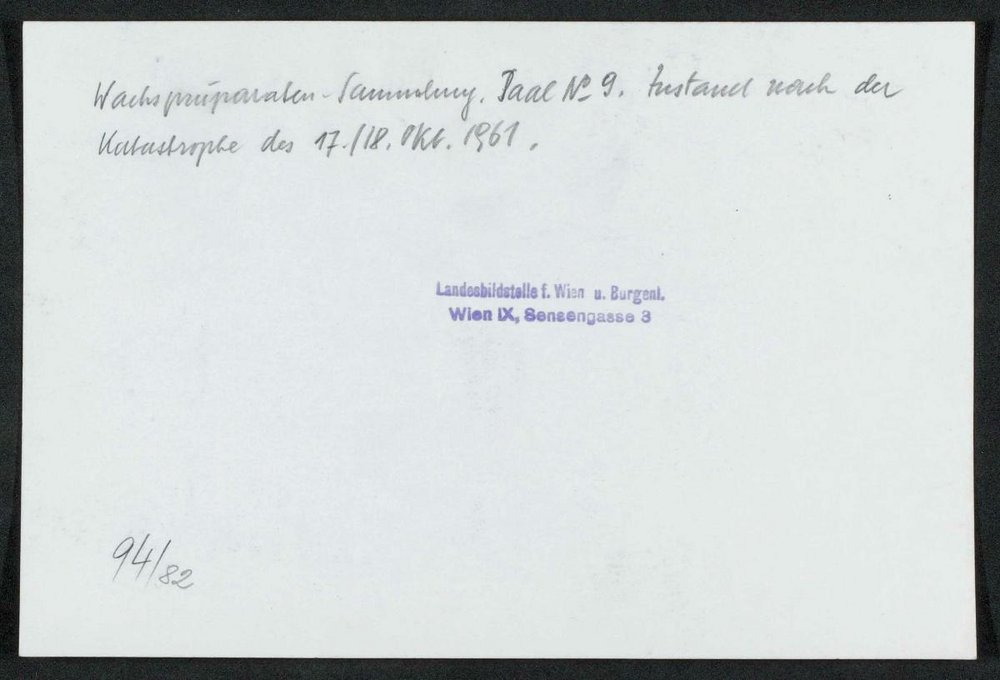 Wachspräparaten-Sammlung. Saal No 9. Zustand nach der
Katastrophe des 17./18. Okt. 1961.
Landesbildstelle f. Wien u. Burgenl.
Wien IX, Sensengasse 3
94/82